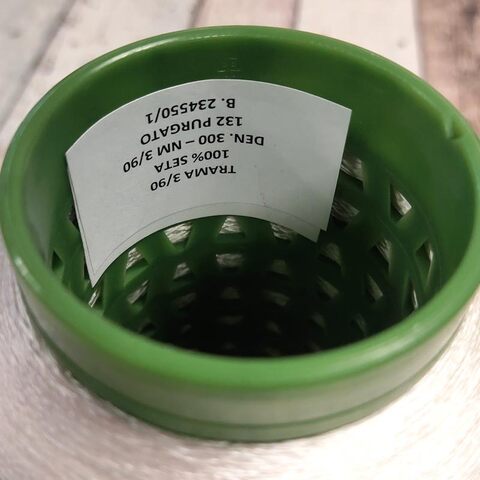 TRAMA 3/90
100% SETA
DEN. 300 – NM 3/90
132 PURGATO
B. 234550/1